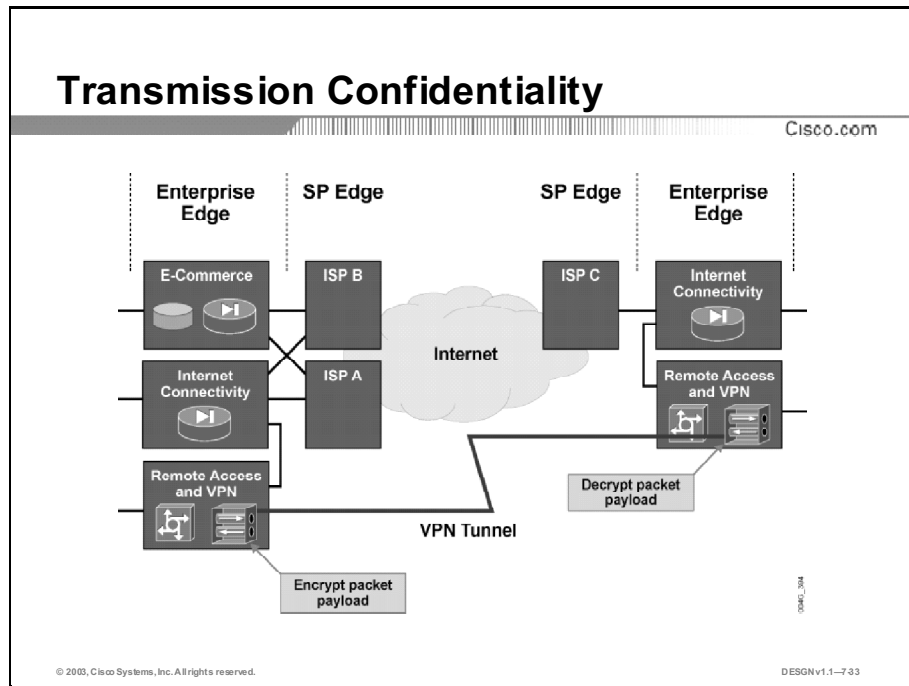 Transmission Confidentiality
Cisco.com
Enterprise
Edge
SP Edge
SP Edge
Enterprise
Edge
E-Commerce
ISP B
ISP C
Internet
Connectivity
Internet
Internet
Connectivity
ISP A
Remote Access
and VPN
Remote Access
and VPN
Decrypt packet
payload
VPN Tunnel
Encrypt packet
payload
© 2003, Cisco Systems, Inc. All rights reserved.
DESGN v1.1—7-33